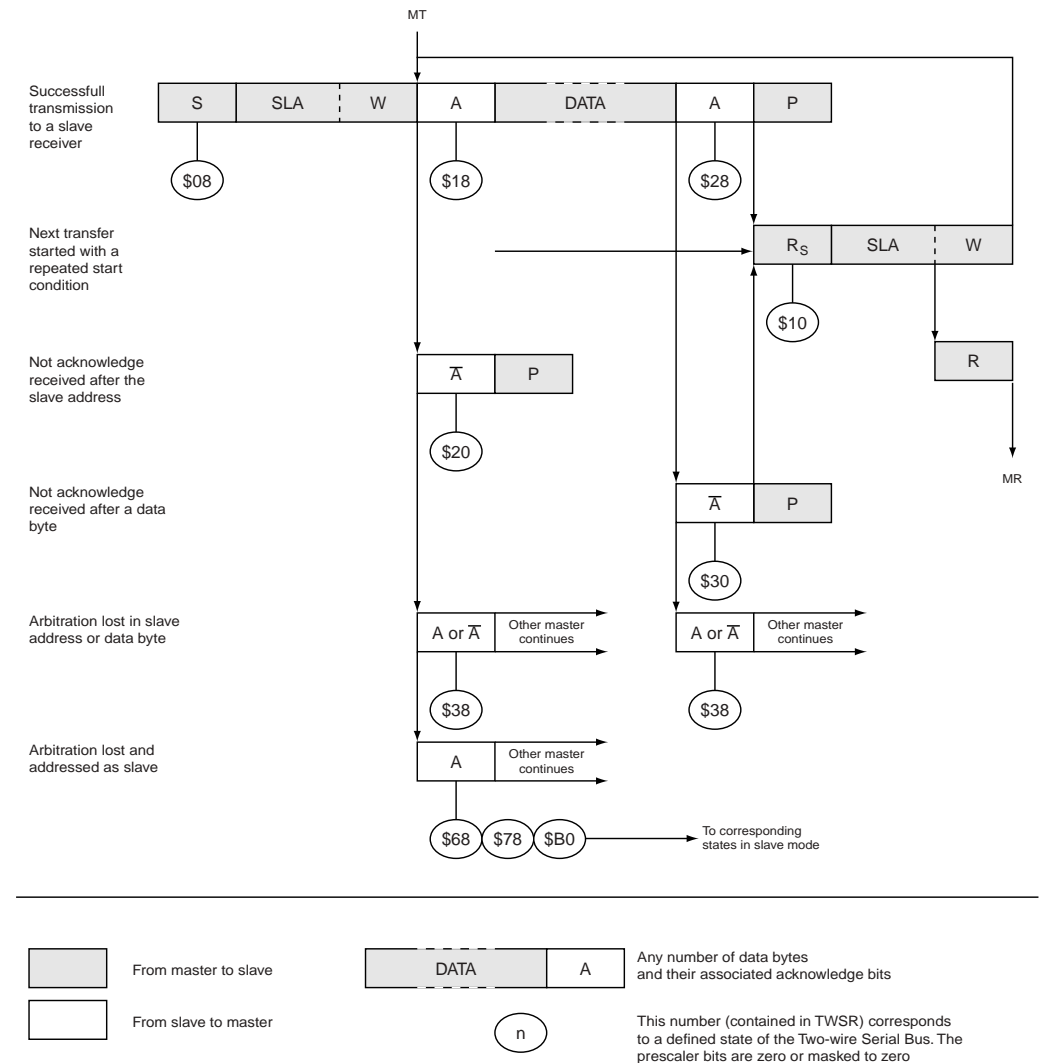 MT
Successfull
transmission
to a slave
receiver
S SLA W A DATA A P
$08 $18 $28
Next transfer
started with a
repeated start
condition
RS SLA W
$10
Not acknowledge
received after the
slave address
A̅ P
R
$20
MR
Not acknowledge
received after a data
byte
A̅ P
$30
Arbitration lost in slave
address or data byte
A or A̅ Other master
continues
A or A̅ Other master
continues
$38 $38
Arbitration lost and
addressed as slave
A Other master
continues
$68 $78 $B0
To corresponding
states in slave mode
From master to slave
DATA A
Any number of data bytes
and their associated acknowledge bits
From slave to master
n
This number (contained in TWSR) corresponds
to a defined state of the Two-wire Serial Bus. The
prescaler bits are zero or masked to zero